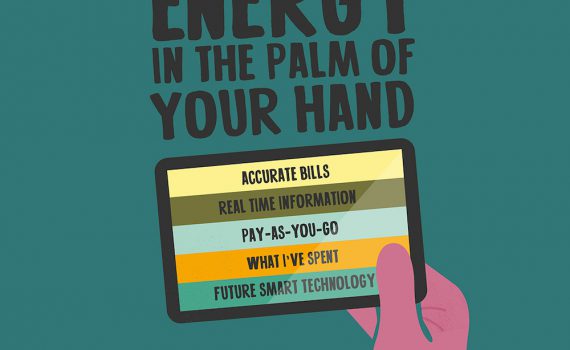 ENERGY
IN THE PALM OF
YOUR HAND
ACCURATE BILLS
REAL TIME INFORMATION
PAY-AS-YOU-GO
WHAT I'VE SPENT
FUTURE SMART TECHNOLOGY